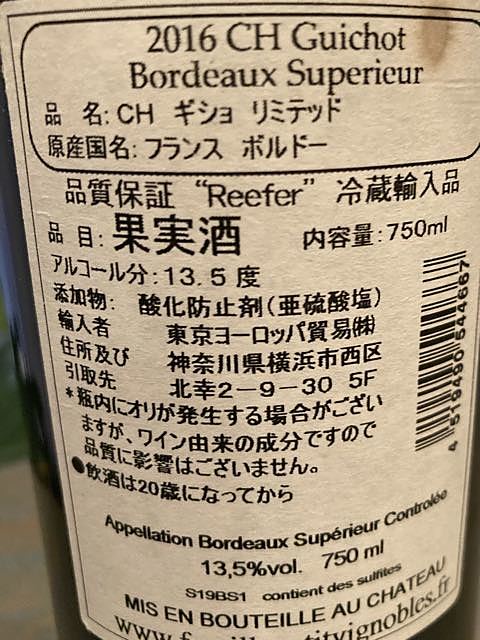 2016 CH Guichot
Bordeaux Superieur
品 名: CH ギショ リミテッド
原産国名: フランス ボルドー
品質保証 “Reefer” 冷蔵輸入品
品 目: 果実酒 内容量: 750ml
アルコール分: 13.5 度
添加物: 酸化防止剤(亜硫酸塩)
輸入者 東京ヨーロッパ貿易㈱
住所及び 神奈川県横浜市西区
引取先 北幸2-9-30 5F
*瓶内にオリが発生する場合がござい
ますが、ワイン由来の成分ですので
品質に影響はございません。
●飲酒は20歳になってから
4 519490 544667
Appellation Bordeaux Supérieur Controlée
13,5%vol. 750 ml
S19BS1 contient des sulfites
MIS EN BOUTEILLE AU CHATEAU